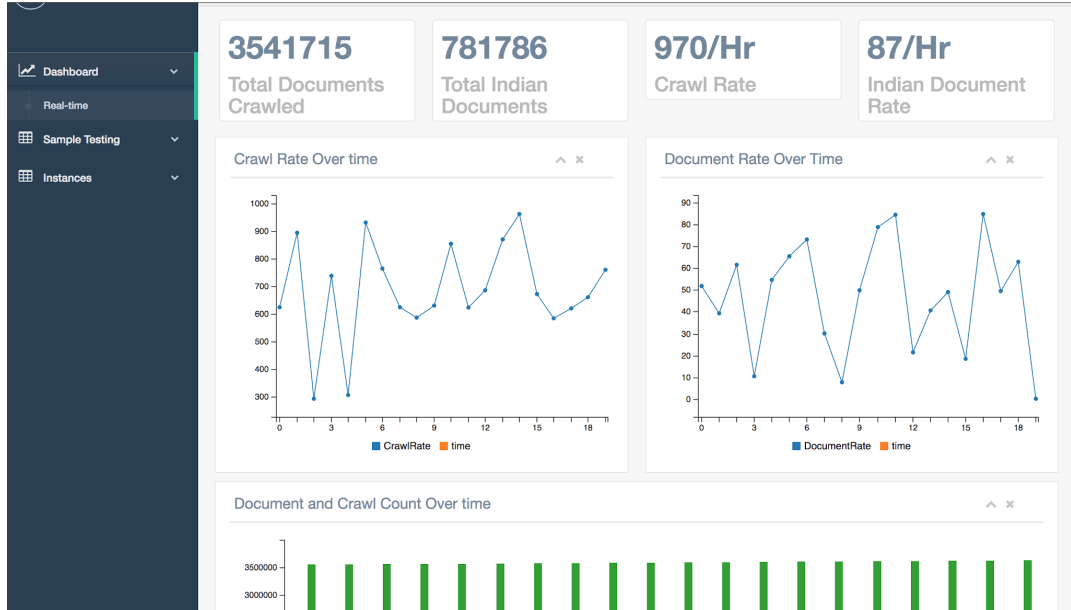 3541715
Total Documents
Crawled
781786
Total Indian
Documents
970/Hr
Crawl Rate
87/Hr
Indian Document
Rate
Dashboard
Real-time
Sample Testing
Instances
Crawl Rate Over time
1000
900
800
700
600
500
400
300
0 3 6 9 12 15 18
CrawlRate time
Document Rate Over Time
90
80
70
60
50
40
30
20
10
0
0 3 6 9 12 15 18
DocumentRate time
Document and Crawl Count Over time
3500000
3000000